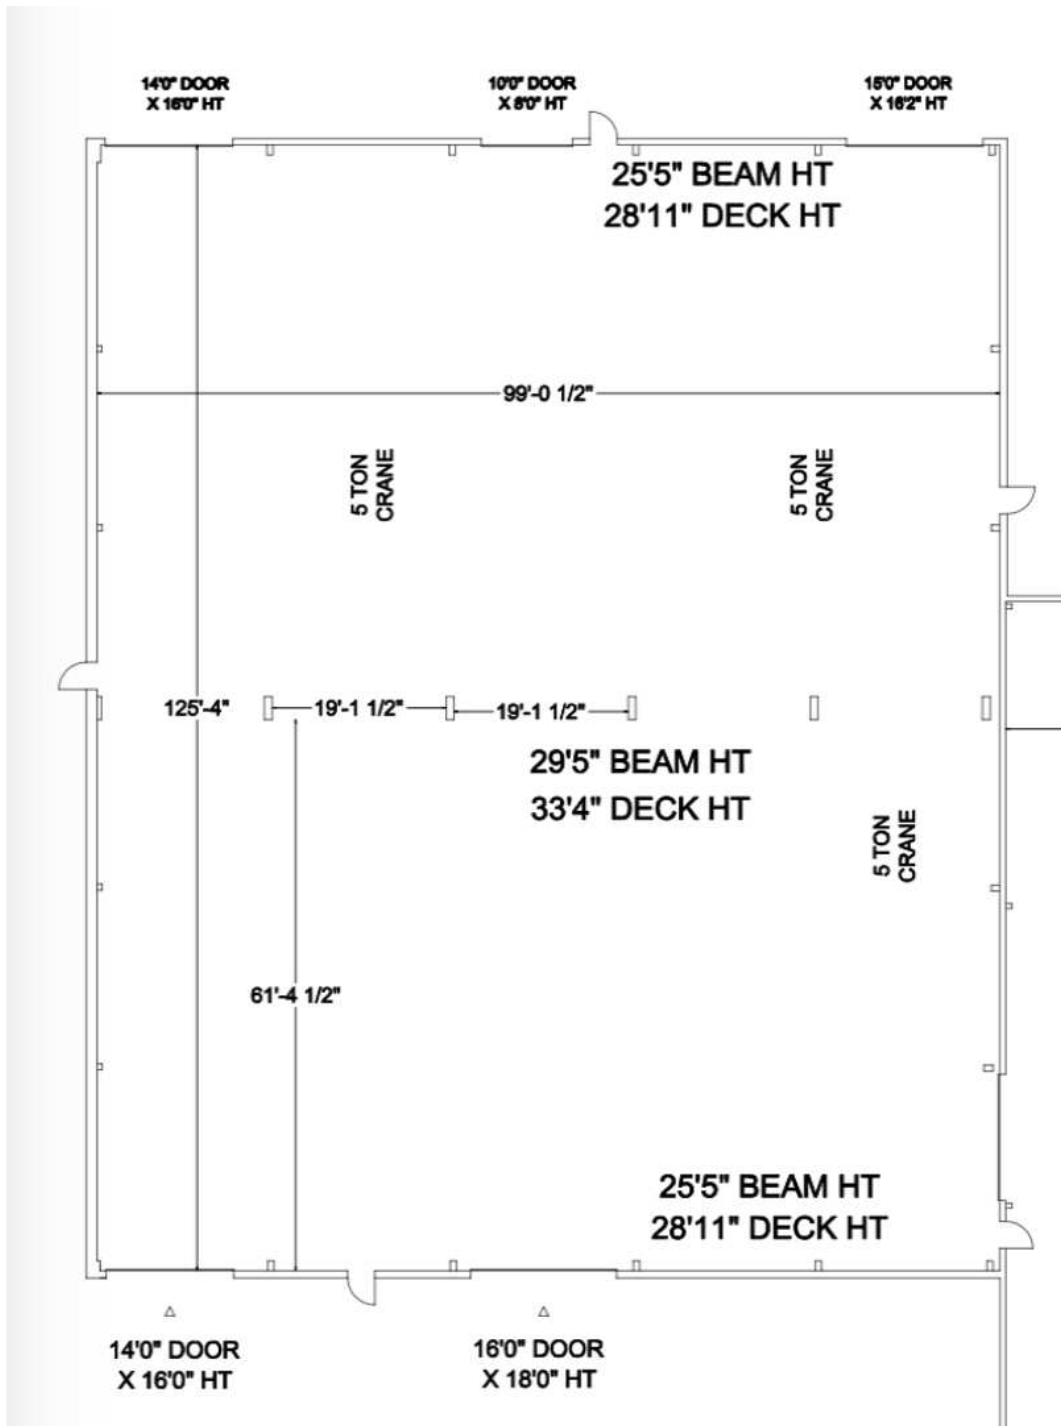 14'0" DOOR
X 16'0" HT
10'0" DOOR
X 8'0" HT
15'0" DOOR
X 16'2" HT
25'5" BEAM HT
28'11" DECK HT
99'-0 1/2"
5 TON
CRANE
5 TON
CRANE
125'-4"
19'-1 1/2"
19'-1 1/2"
29'5" BEAM HT
33'4" DECK HT
5 TON
CRANE
61'-4 1/2"
25'5" BEAM HT
28'11" DECK HT
14'0" DOOR
X 16'0" HT
16'0" DOOR
X 18'0" HT